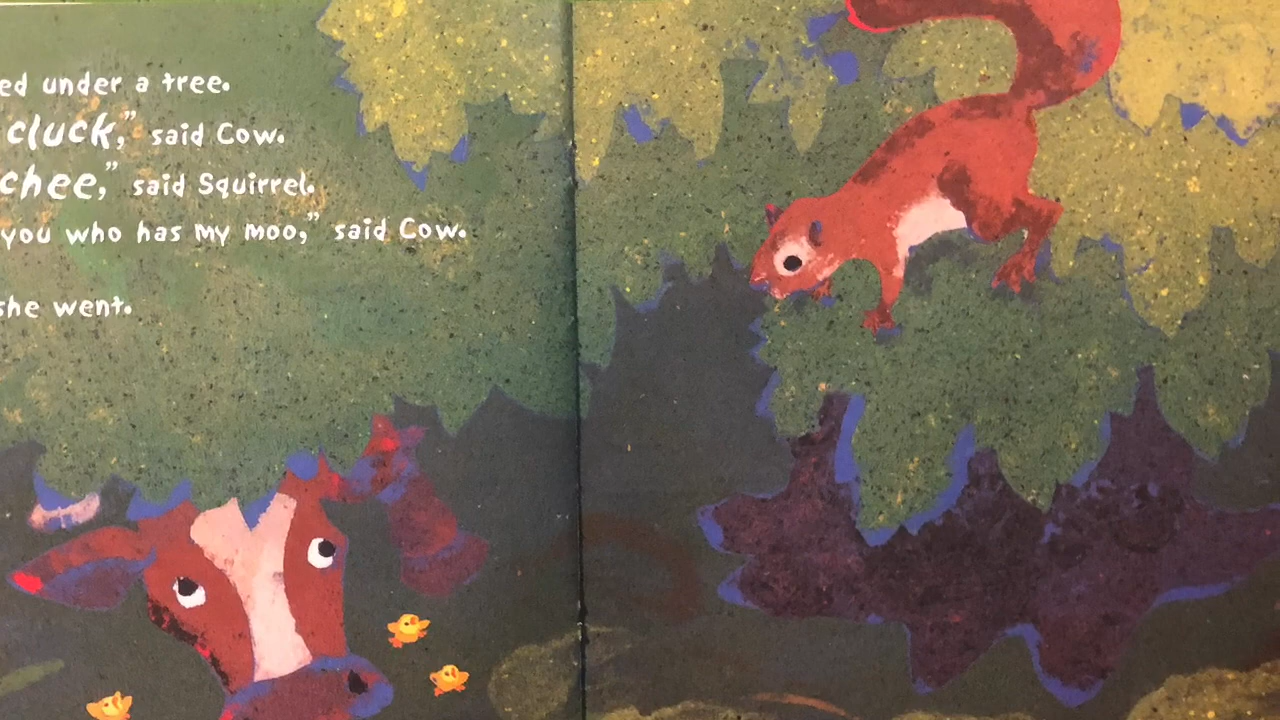 ed under a tree.
cluck," said Cow.
chee," said Squirrel.
you who has my moo," said Cow.
she went.